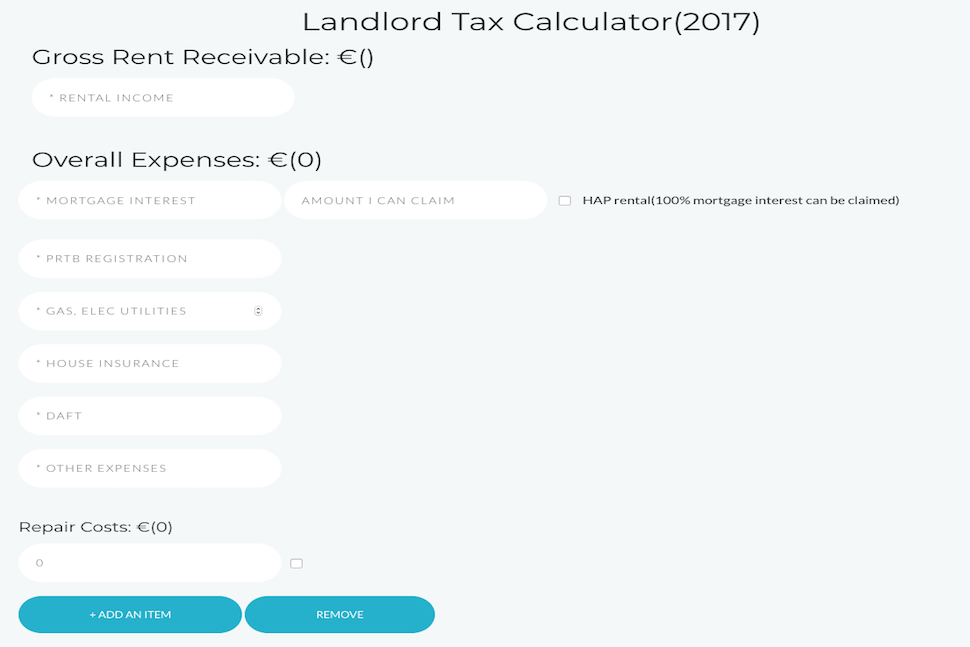 Landlord Tax Calculator(2017)
Gross Rent Receivable: €()
* RENTAL INCOME
Overall Expenses: €(0)
* MORTGAGE INTEREST AMOUNT I CAN CLAIM HAP rental(100% mortgage interest can be claimed)
* PRTB REGISTRATION
* GAS, ELEC UTILITIES
* HOUSE INSURANCE
* DAFT
* OTHER EXPENSES
Repair Costs: €(0)
0
+ ADD AN ITEM REMOVE